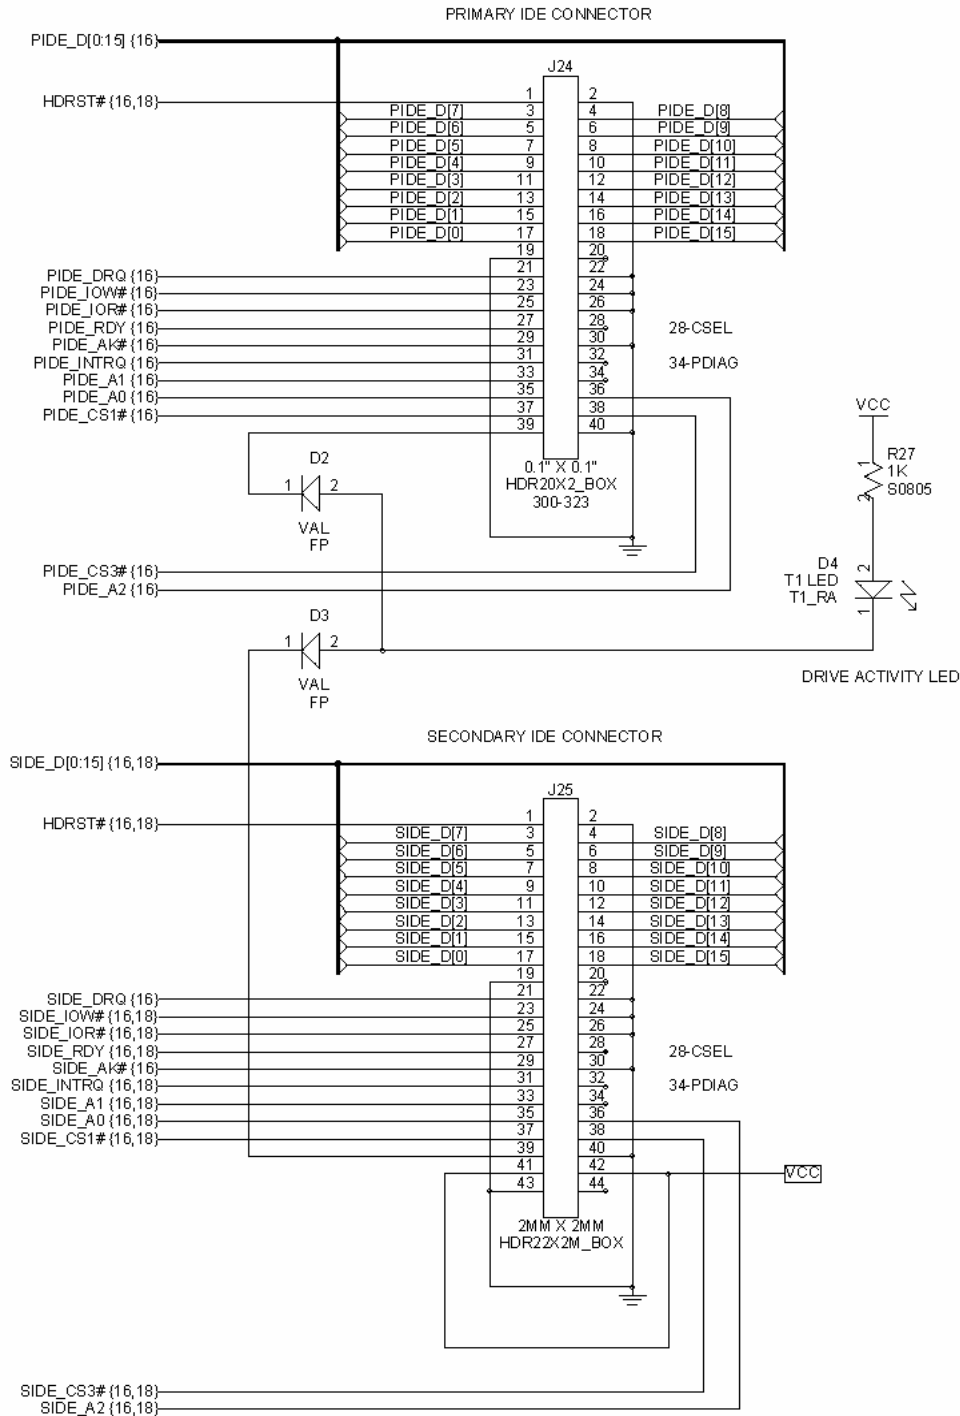 PRIMARY IDE CONNECTOR
PIDE_D[0:15] {16}
J24
HDRST# {16,18} 1 2
PIDE_D[7] 3 4 PIDE_D[8]
PIDE_D[6] 5 6 PIDE_D[9]
PIDE_D[5] 7 8 PIDE_D[10]
PIDE_D[4] 9 10 PIDE_D[11]
PIDE_D[3] 11 12 PIDE_D[12]
PIDE_D[2] 13 14 PIDE_D[13]
PIDE_D[1] 15 16 PIDE_D[14]
PIDE_D[0] 17 18 PIDE_D[15]
19 20
PIDE_DRQ {16} 21 22
PIDE_IOW# {16} 23 24
PIDE_IOR# {16} 25 26
PIDE_RDY {16} 27 28 28-CSEL
PIDE_AK# {16} 29 30
PIDE_INTRQ {16} 31 32 34-PDIAG
PIDE_A1 {16} 33 34
PIDE_A0 {16} 35 36
PIDE_CS1# {16} 37 38
39 40
VCC
1
R27
1K
S0805
2
D2
1 2
VAL
FP
0.1" X 0.1"
HDR20X2_BOX
300-323
PIDE_CS3# {16}
PIDE_A2 {16}
D4
T1 LED
T1_RA
2
1
D3
1 2
VAL
FP
DRIVE ACTIVITY LED
SECONDARY IDE CONNECTOR
SIDE_D[0:15] {16,18}
J25
HDRST# {16,18} 1 2
SIDE_D[7] 3 4 SIDE_D[8]
SIDE_D[6] 5 6 SIDE_D[9]
SIDE_D[5] 7 8 SIDE_D[10]
SIDE_D[4] 9 10 SIDE_D[11]
SIDE_D[3] 11 12 SIDE_D[12]
SIDE_D[2] 13 14 SIDE_D[13]
SIDE_D[1] 15 16 SIDE_D[14]
SIDE_D[0] 17 18 SIDE_D[15]
19 20
SIDE_DRQ {16} 21 22
SIDE_IOW# {16,18} 23 24
SIDE_IOR# {16,18} 25 26
SIDE_RDY {16,18} 27 28 28-CSEL
SIDE_AK# {16} 29 30
SIDE_INTRQ {16,18} 31 32 34-PDIAG
SIDE_A1 {16,18} 33 34
SIDE_A0 {16,18} 35 36
SIDE_CS1# {16,18} 37 38
39 40
41 42 VCC
43 44
2MM X 2MM
HDR22X2M_BOX
SIDE_CS3# {16,18}
SIDE_A2 {16,18}